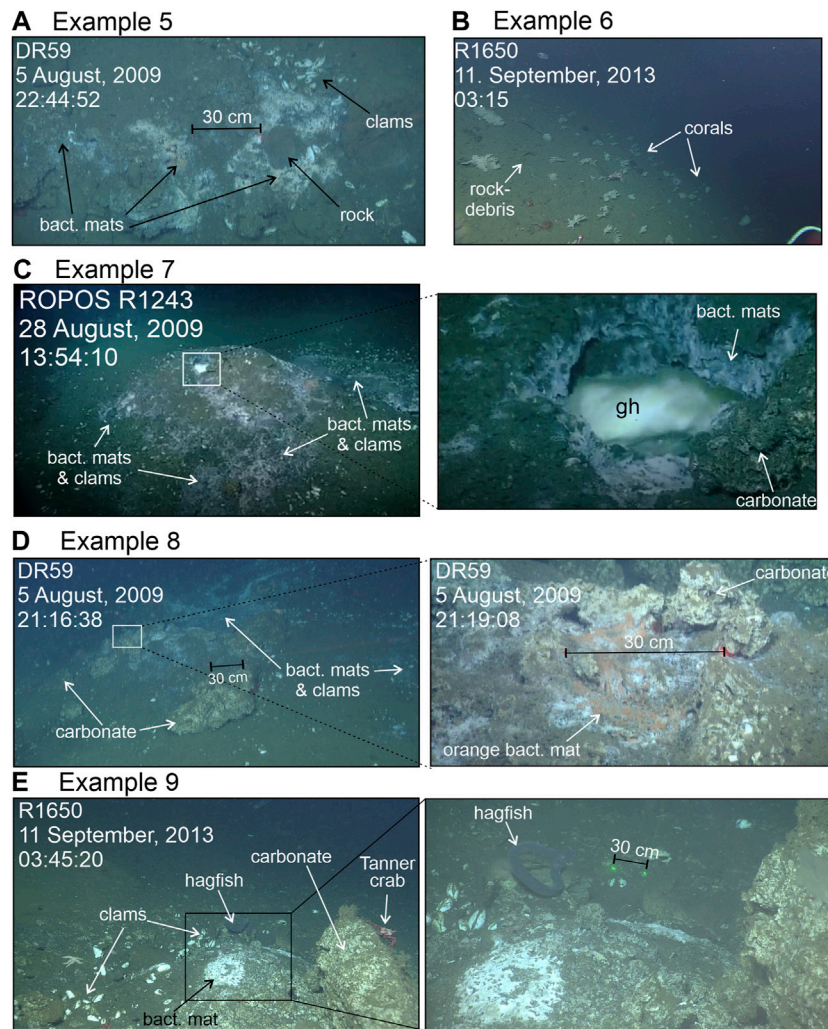 A Example 5
DR59
5 August, 2009
22:44:52
30 cm
clams
bact. mats
rock
B Example 6
R1650
11. September, 2013
03:15
corals
rock-
debris
C Example 7
ROPOS R1243
28 August, 2009
13:54:10
bact. mats
& clams
bact. mats
& clams
bact. mats
& clams
bact. mats
gh
carbonate
D Example 8
DR59
5 August, 2009
21:16:38
30 cm
bact. mats
& clams
carbonate
DR59
5 August, 2009
21:19:08
carbonate
30 cm
orange bact. mat
E Example 9
R1650
11 September, 2013
03:45:20
carbonate
Tanner
crab
hagfish
clams
bact. mat
hagfish
30 cm